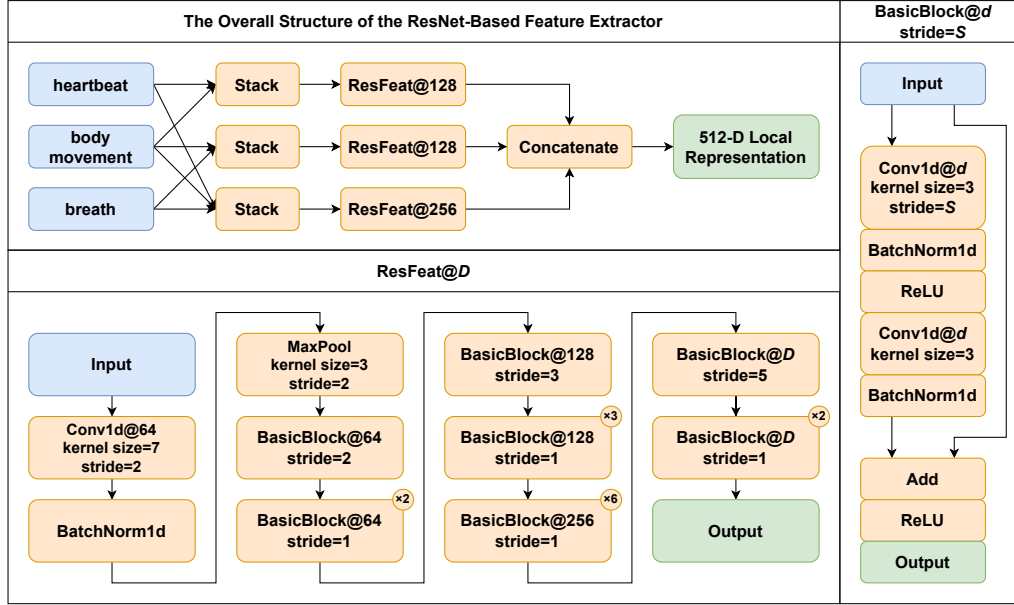 The Overall Structure of the ResNet-Based Feature Extractor
heartbeat
body
movement
breath
Stack
Stack
Stack
ResFeat@128
ResFeat@128
ResFeat@256
Concatenate
512-D Local
Representation
ResFeat@D
Input
Conv1d@64
kernel size=7
stride=2
BatchNorm1d
MaxPool
kernel size=3
stride=2
BasicBlock@64
stride=2
×2
BasicBlock@64
stride=1
BasicBlock@128
stride=3
×3
BasicBlock@128
stride=1
×6
BasicBlock@256
stride=1
BasicBlock@D
stride=5
×2
BasicBlock@D
stride=1
Output
BasicBlock@d
stride=S
Input
Conv1d@d
kernel size=3
stride=S
BatchNorm1d
ReLU
Conv1d@d
kernel size=3
BatchNorm1d
Add
ReLU
Output